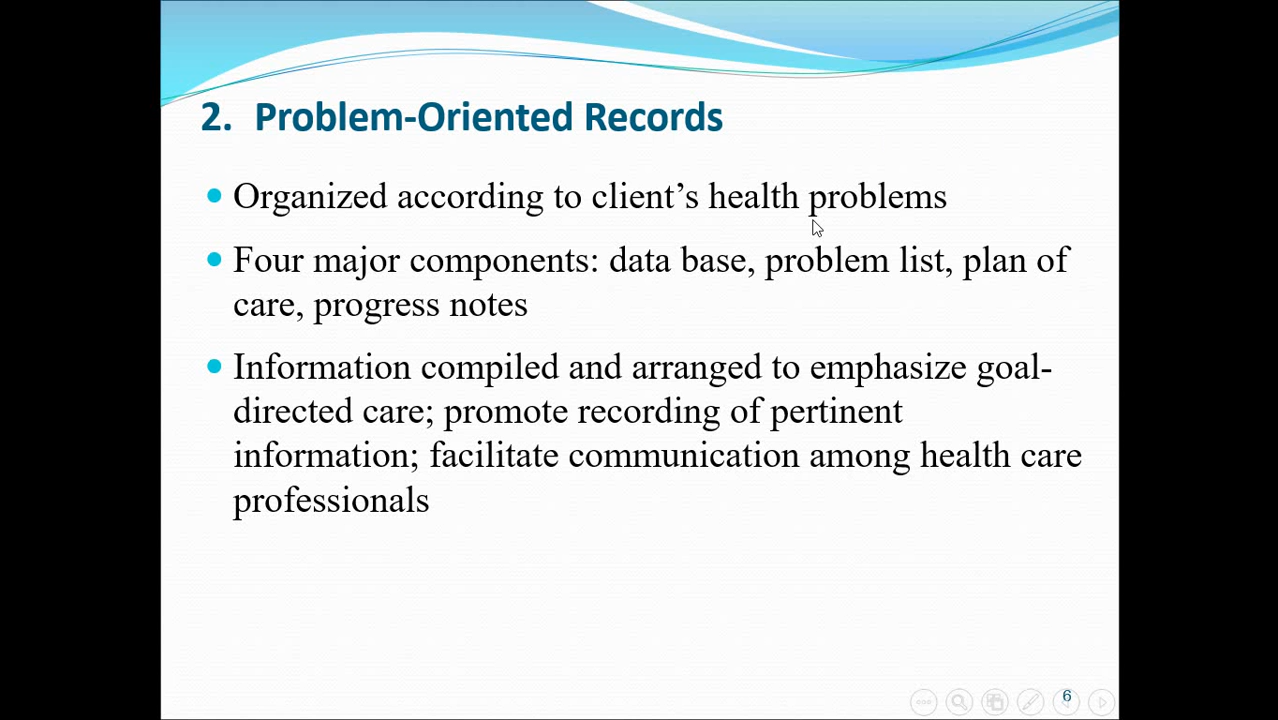 2. Problem-Oriented Records
• Organized according to client’s health problems
• Four major components: data base, problem list, plan of
care, progress notes
• Information compiled and arranged to emphasize goal-
directed care; promote recording of pertinent
information; facilitate communication among health care
professionals
6